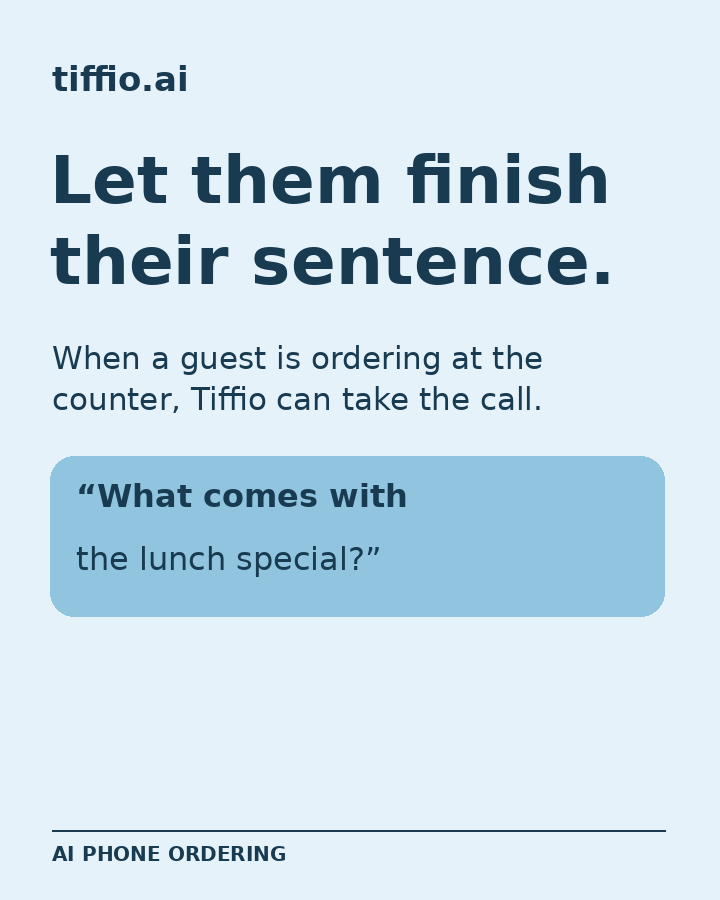 tiffio.ai
Let them finish
their sentence.
When a guest is ordering at the
counter, Tiffio can take the call.
“What comes with
the lunch special?”
AI PHONE ORDERING